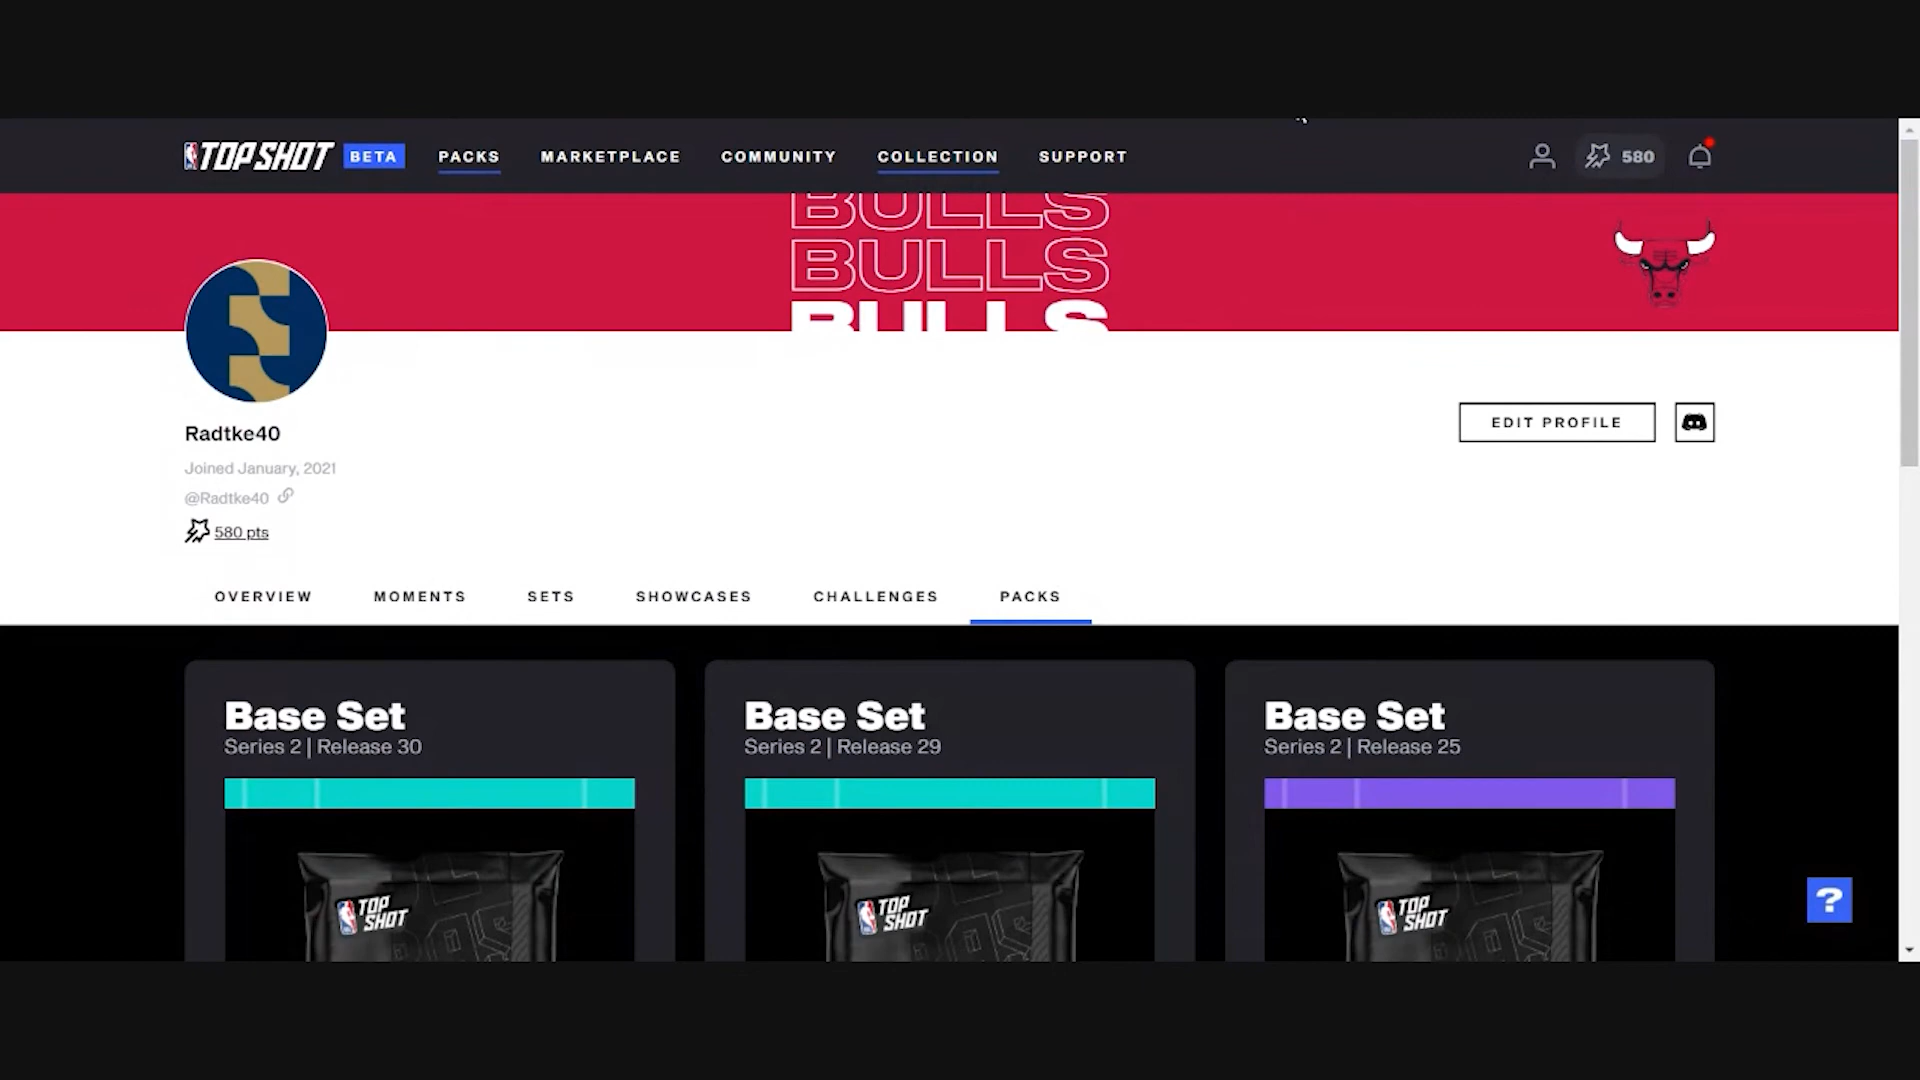 TOP SHOT BETA PACKS MARKETPLACE COMMUNITY COLLECTION SUPPORT 580
BULLS
BULLS
BULLS
Radtke40
Joined January, 2021
@Radtke40
580 pts
EDIT PROFILE
OVERVIEW MOMENTS SETS SHOWCASES CHALLENGES PACKS
Base Set
Series 2 | Release 30
TOP
SHOT
Base Set
Series 2 | Release 29
TOP
SHOT
Base Set
Series 2 | Release 25
TOP
SHOT
?